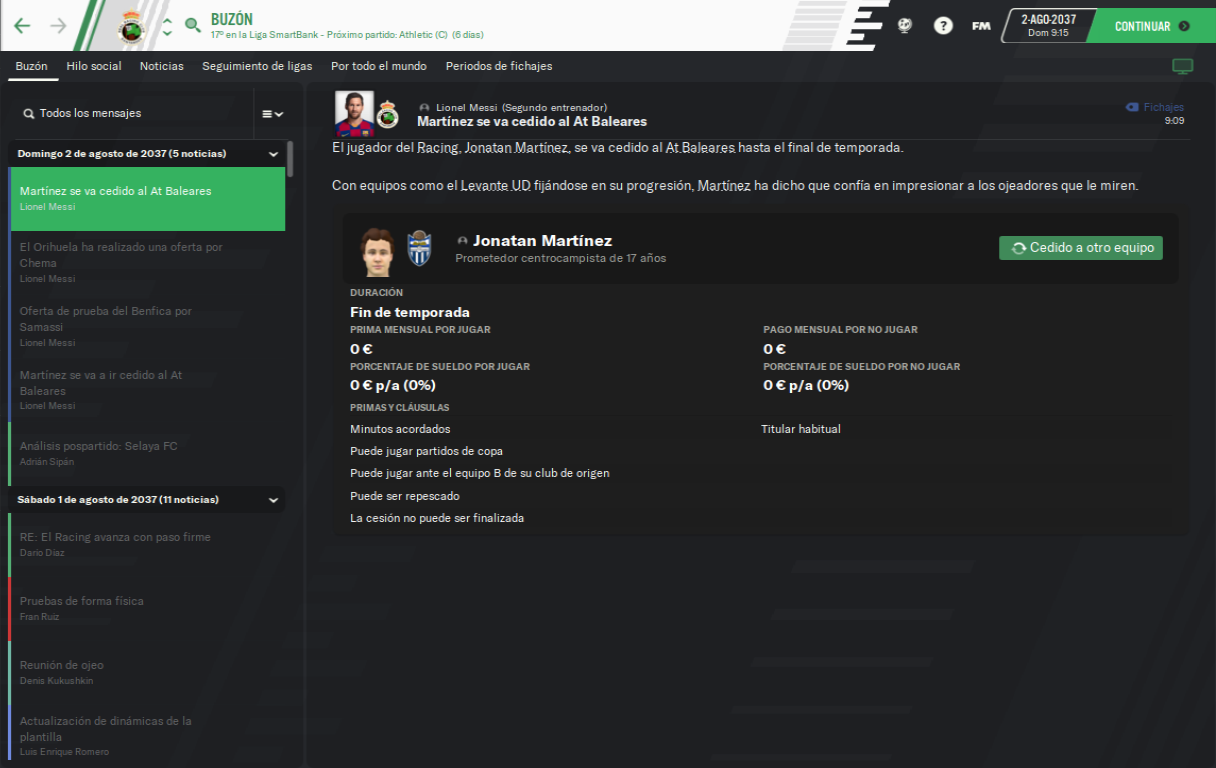 BUZÓN
17º en la Liga SmartBank - Próximo partido: Athletic (C) (6 días)
?
FM
2-AGO-2037
Dom 9:15
CONTINUAR
Buzón Hilo social Noticias Seguimiento de ligas Por todo el mundo Periodos de fichajes
Todos los mensajes
Domingo 2 de agosto de 2037 (5 noticias)
Martínez se va cedido al At Baleares
Lionel Messi
El Orihuela ha realizado una oferta por
Chema
Lionel Messi
Oferta de prueba del Benfica por
Samassi
Lionel Messi
Martínez se va a ir cedido al At
Baleares
Lionel Messi
Análisis pospartido: Selaya FC
Adrián Sipán
Sábado 1 de agosto de 2037 (11 noticias)
RE: El Racing avanza con paso firme
Dario Diaz
Pruebas de forma física
Fran Ruiz
Reunión de ojeo
Denis Kukushkin
Actualización de dinámicas de la
plantilla
Luis Enrique Romero
Lionel Messi (Segundo entrenador)
Martínez se va cedido al At Baleares
Fichajes
9:09
El jugador del Racing, Jonatan Martínez, se va cedido al At Baleares hasta el final de temporada.
Con equipos como el Levante UD fijándose en su progresión, Martínez ha dicho que confía en impresionar a los ojeadores que le miren.
Jonatan Martínez
Prometedor centrocampista de 17 años
Cedido a otro equipo
DURACIÓN
Fin de temporada
PRIMA MENSUAL POR JUGAR PAGO MENSUAL POR NO JUGAR
0 € 0 €
PORCENTAJE DE SUELDO POR JUGAR PORCENTAJE DE SUELDO POR NO JUGAR
0 € p/a (0%) 0 € p/a (0%)
PRIMAS Y CLÁUSULAS
Minutos acordados Titular habitual
Puede jugar partidos de copa
Puede jugar ante el equipo B de su club de origen
Puede ser repescado
La cesión no puede ser finalizada